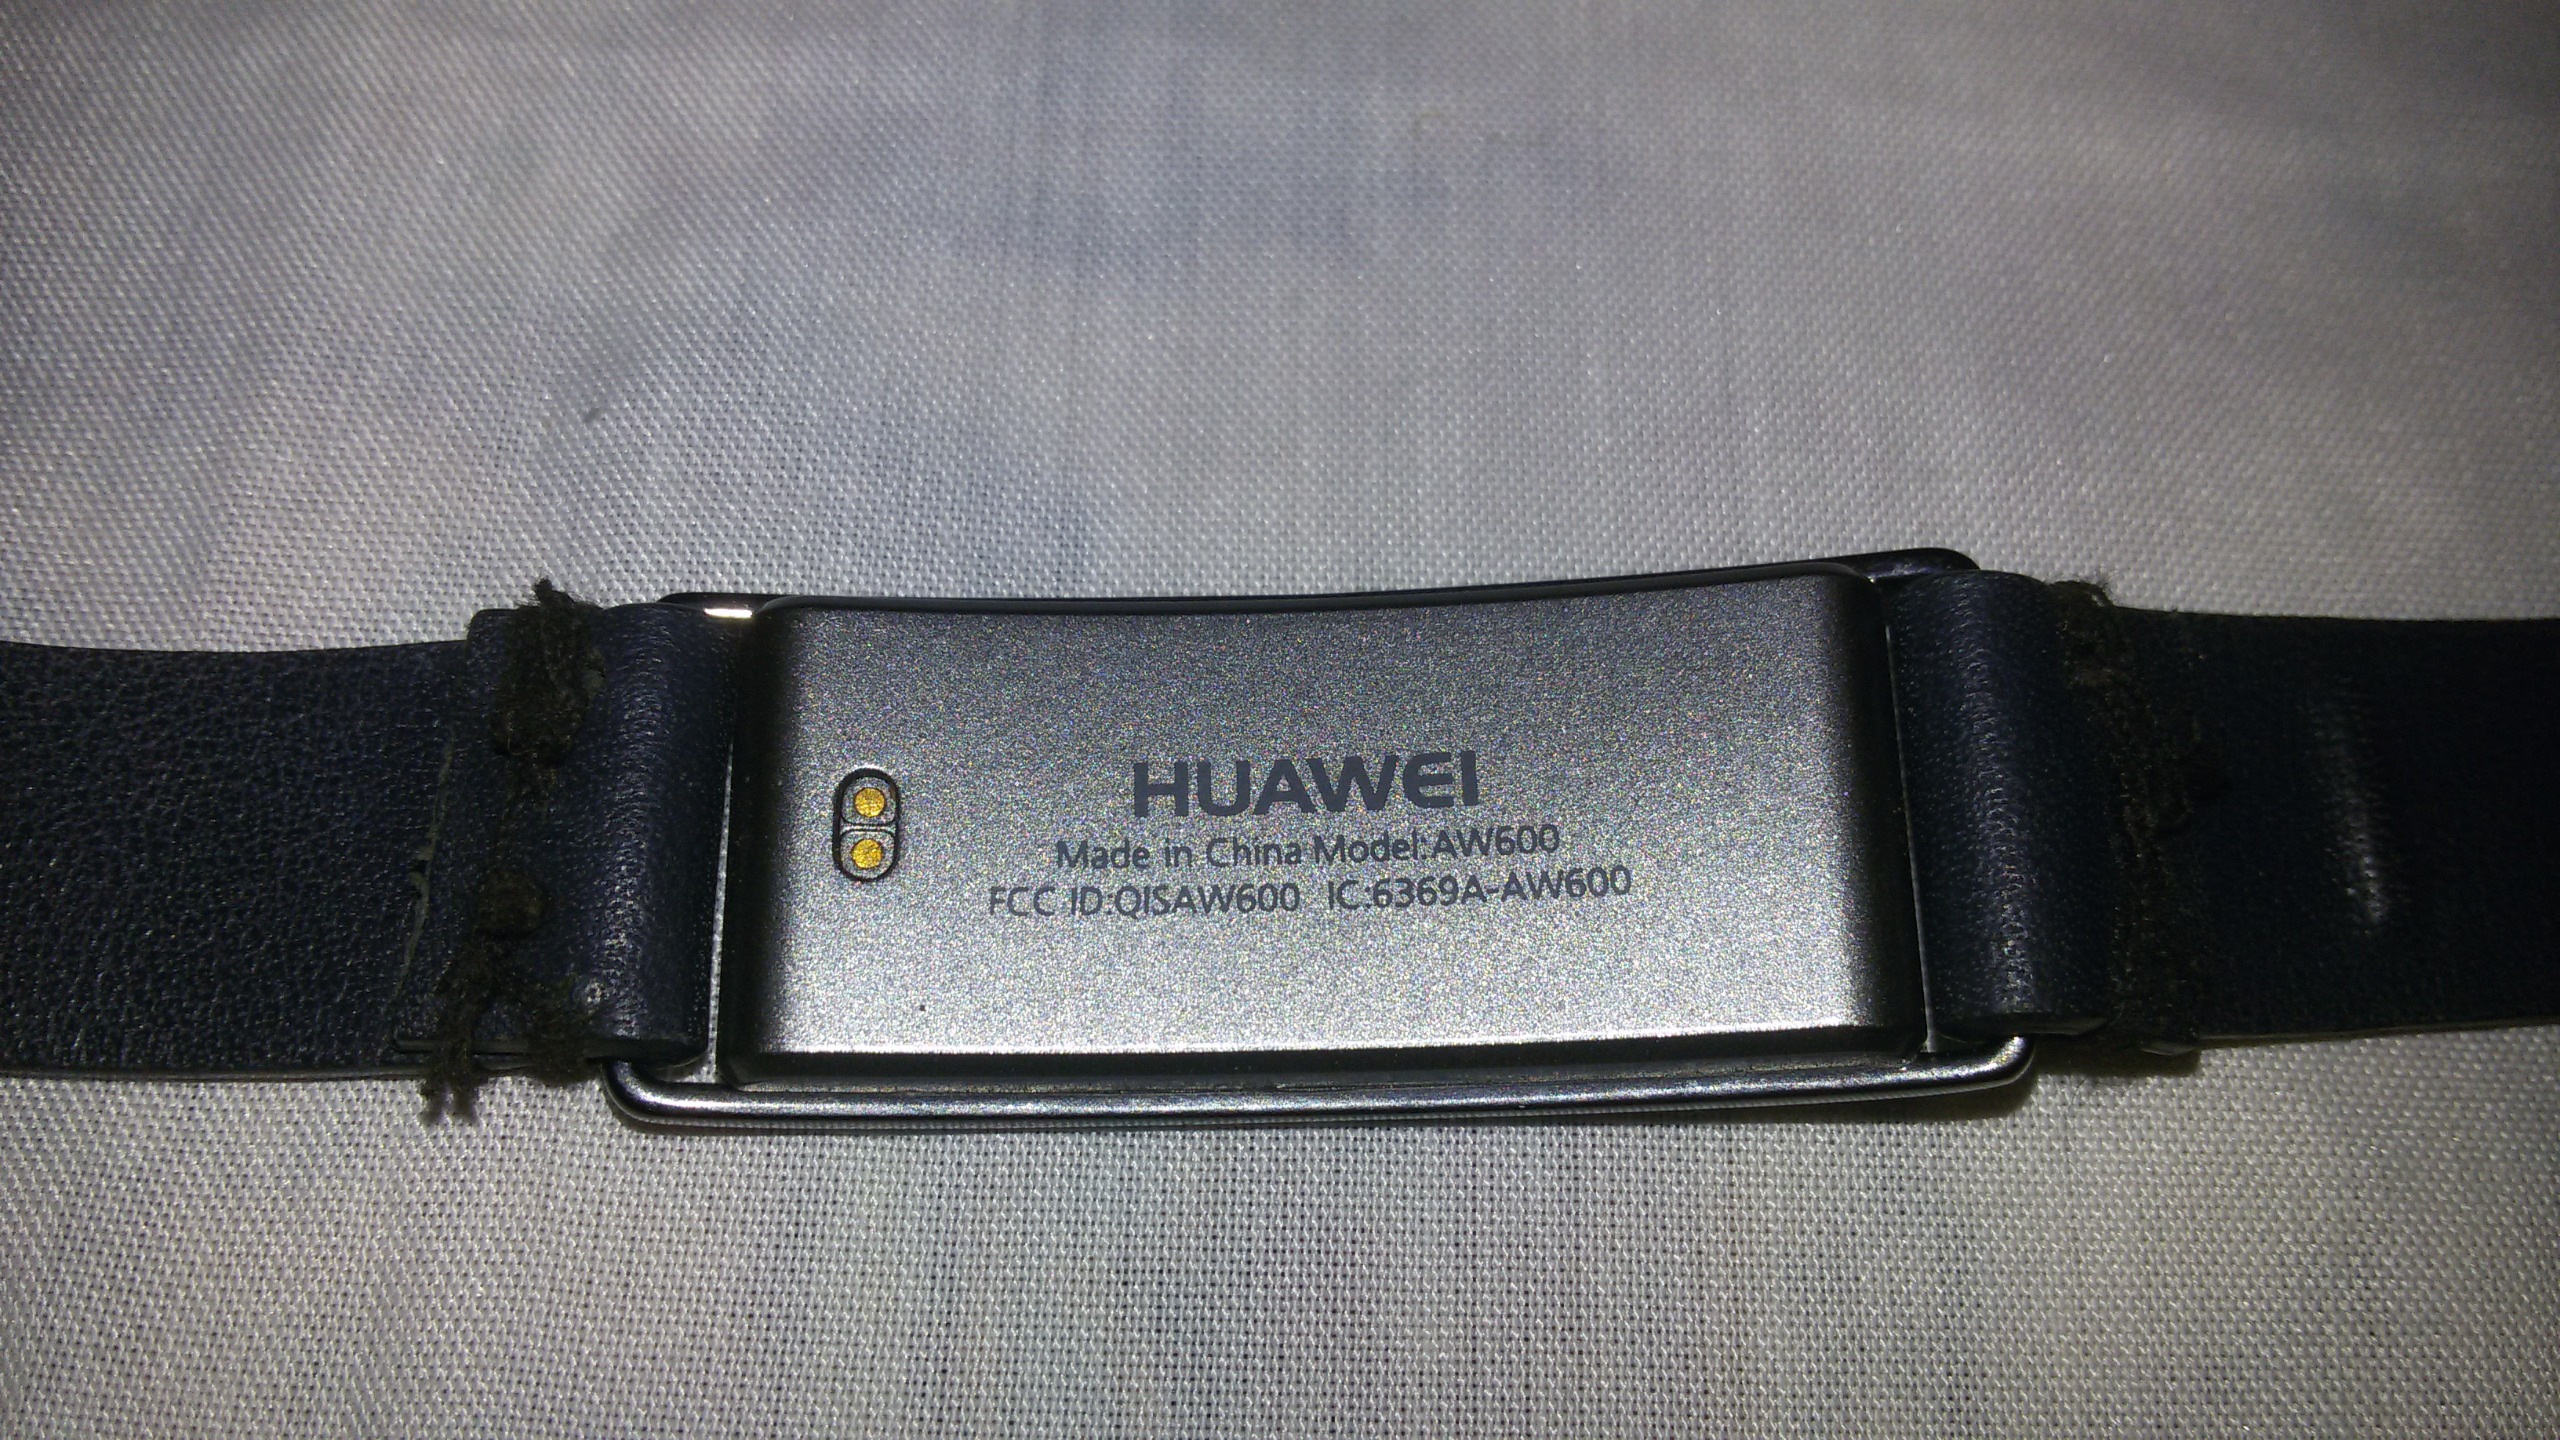 HUAWEI
Made in China Model:AW600
FCC ID:QISAW600 IC:6369A-AW600